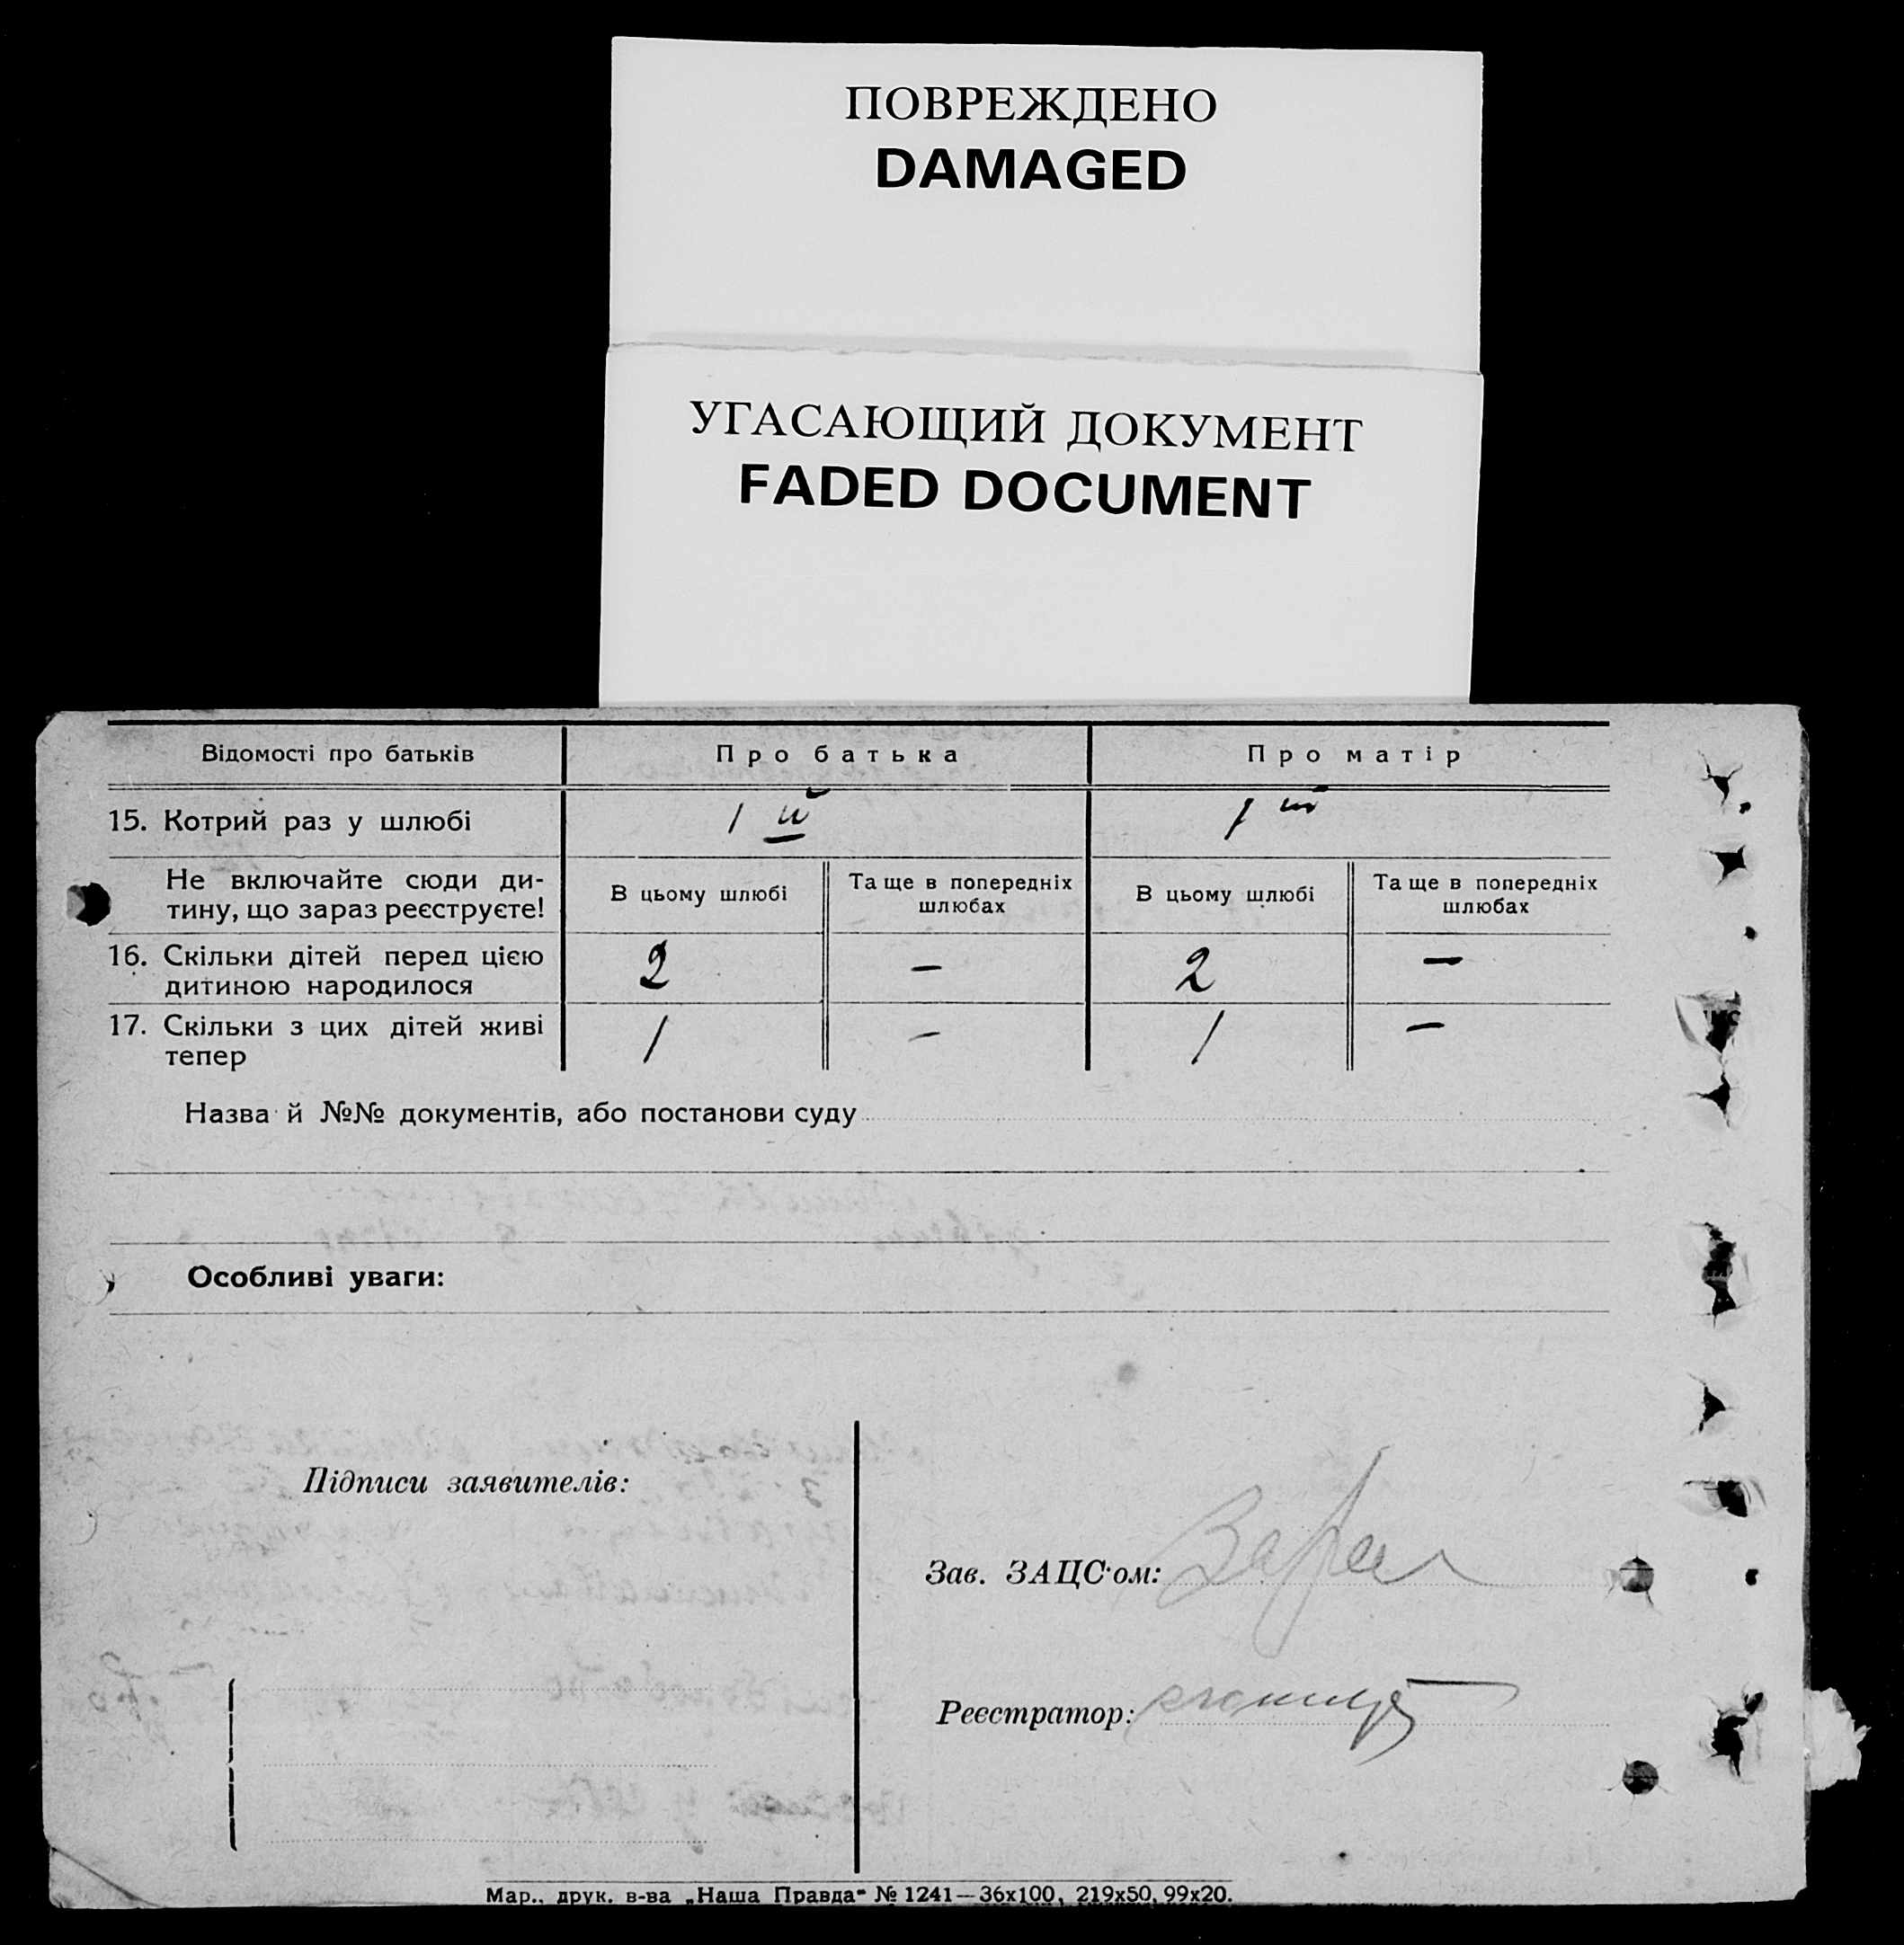 ПОВРЕЖДЕНО
DAMAGED
УГАСАЮЩИЙ ДОКУМЕНТ
FADED DOCUMENT
Відомості про батьків Про батька Про матір
15. Котрий раз у шлюбі 1 й 1 ш
Не включайте сюди ди- В цьому шлюбі Та ще в попередніх В цьому шлюбі Та ще в попередніх
тину, що зараз реєструєте! шлюбах шлюбах
16. Скільки дітей перед цією 2 — 2 —
дитиною народилося
17. Скільки з цих дітей живі 1 — 1 —
тепер
Назва й №№ документів, або постанови суду
Особливі уваги:
Підписи заявителів:
Зав. ЗАЦС'ом:
Реєстратор:
Мар., друк. в-ва „Наша Правда“ № 1241—36х100, 219х50, 99х20.